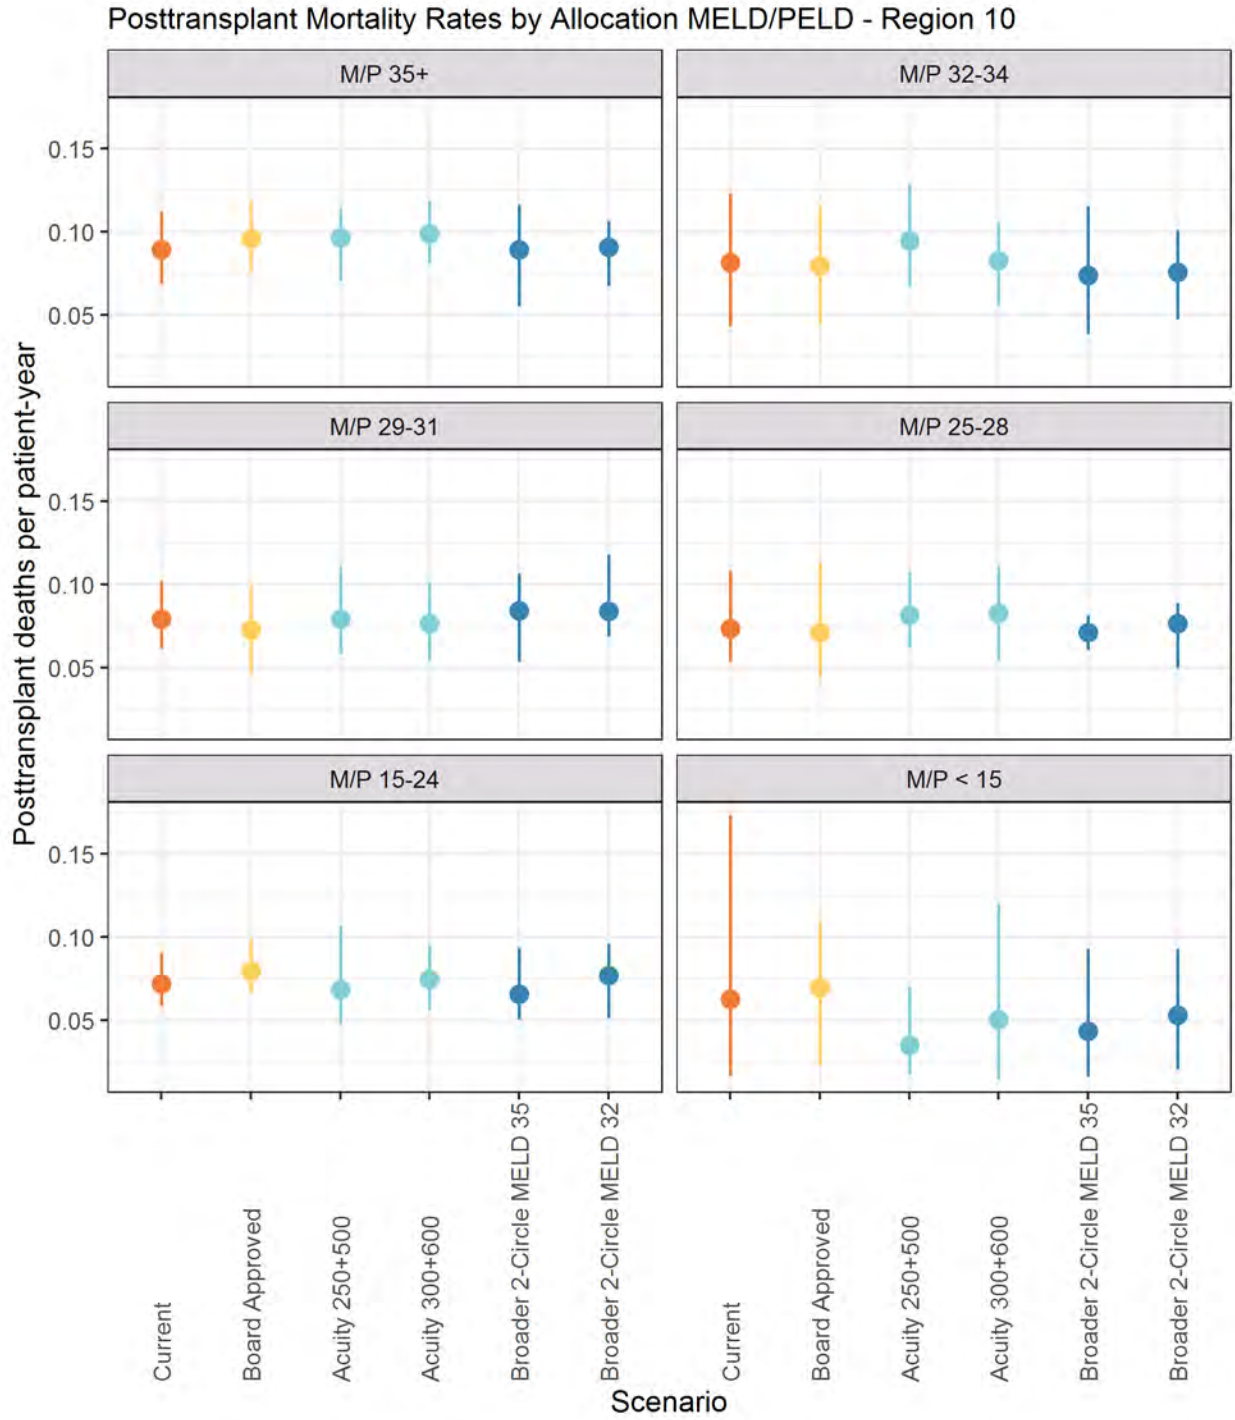 Posttransplant Mortality Rates by Allocation MELD/PELD - Region 10
Posttransplant deaths per patient-year
M/P 35+
M/P 32-34
0.15
0.10
0.05
M/P 29-31
M/P 25-28
0.15
0.10
0.05
M/P 15-24
M/P < 15
0.15
0.10
0.05
Current
Board Approved
Acuity 250+500
Acuity 300+600
Broader 2-Circle MELD 35
Broader 2-Circle MELD 32
Current
Board Approved
Acuity 250+500
Acuity 300+600
Broader 2-Circle MELD 35
Broader 2-Circle MELD 32
Scenario